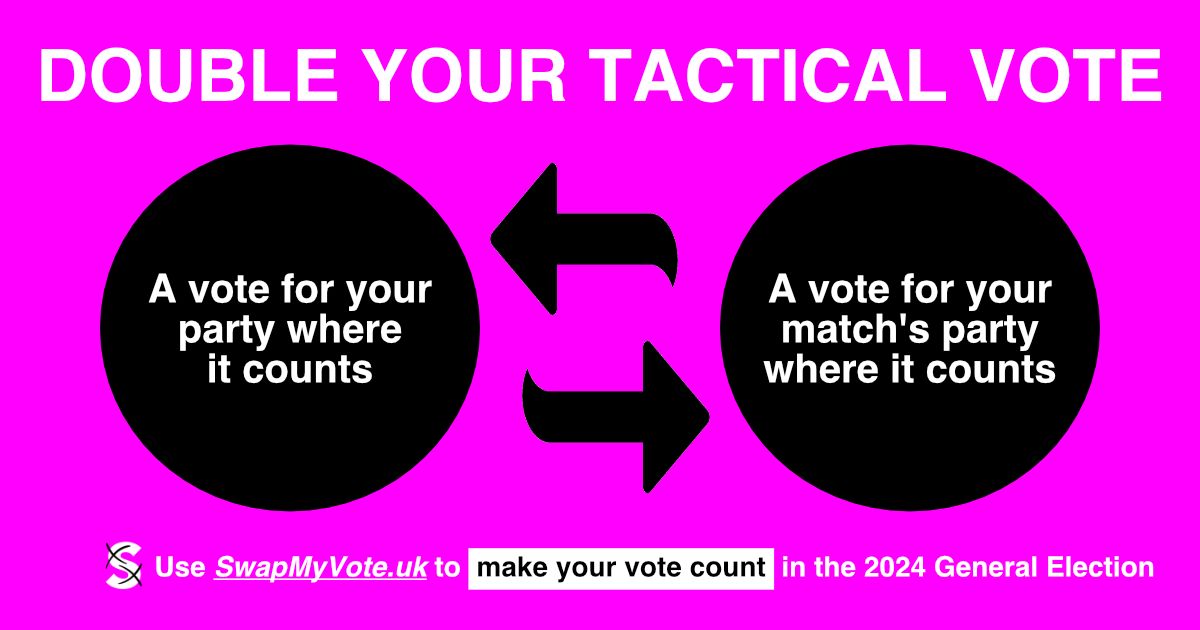 DOUBLE YOUR TACTICAL VOTE
A vote for your
party where
it counts
A vote for your
match's party
where it counts
Use SwapMyVote.uk to make your vote count in the 2024 General Election